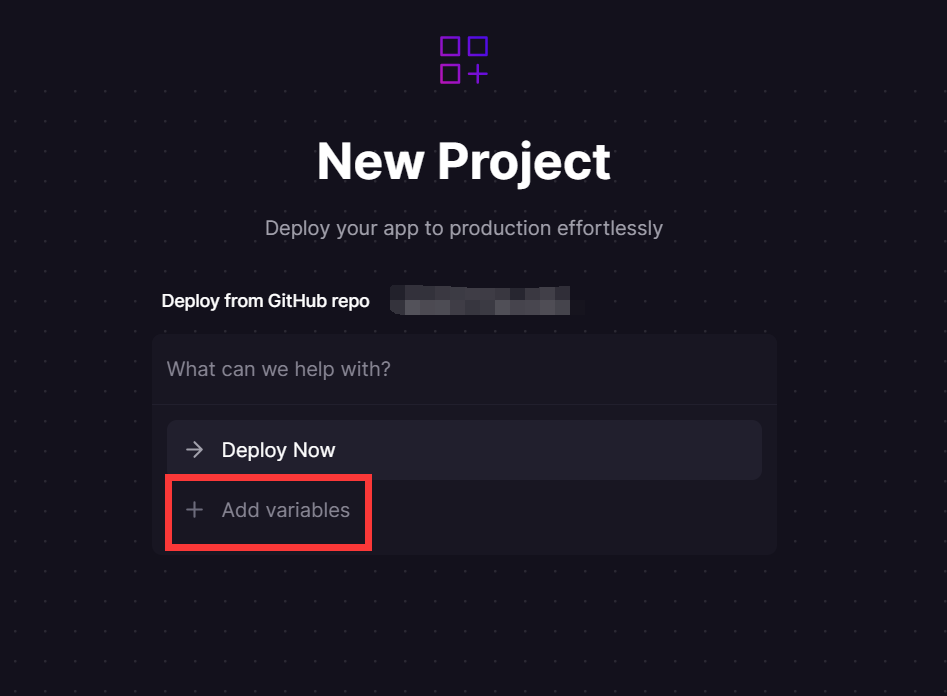 New Project
Deploy your app to production effortlessly
Deploy from GitHub repo
What can we help with?
Deploy Now
Add variables